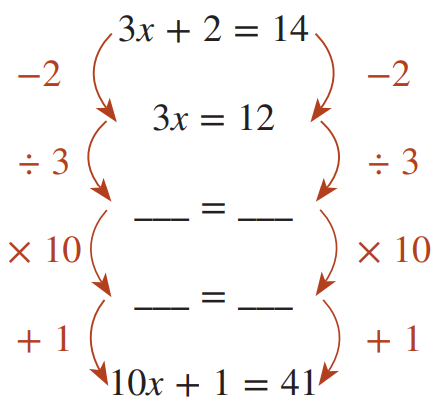 3x + 2 = 14
−2 −2
3x = 12
÷ 3 ÷ 3
___ = ___
× 10 × 10
___ = ___
+ 1 + 1
10x + 1 = 41